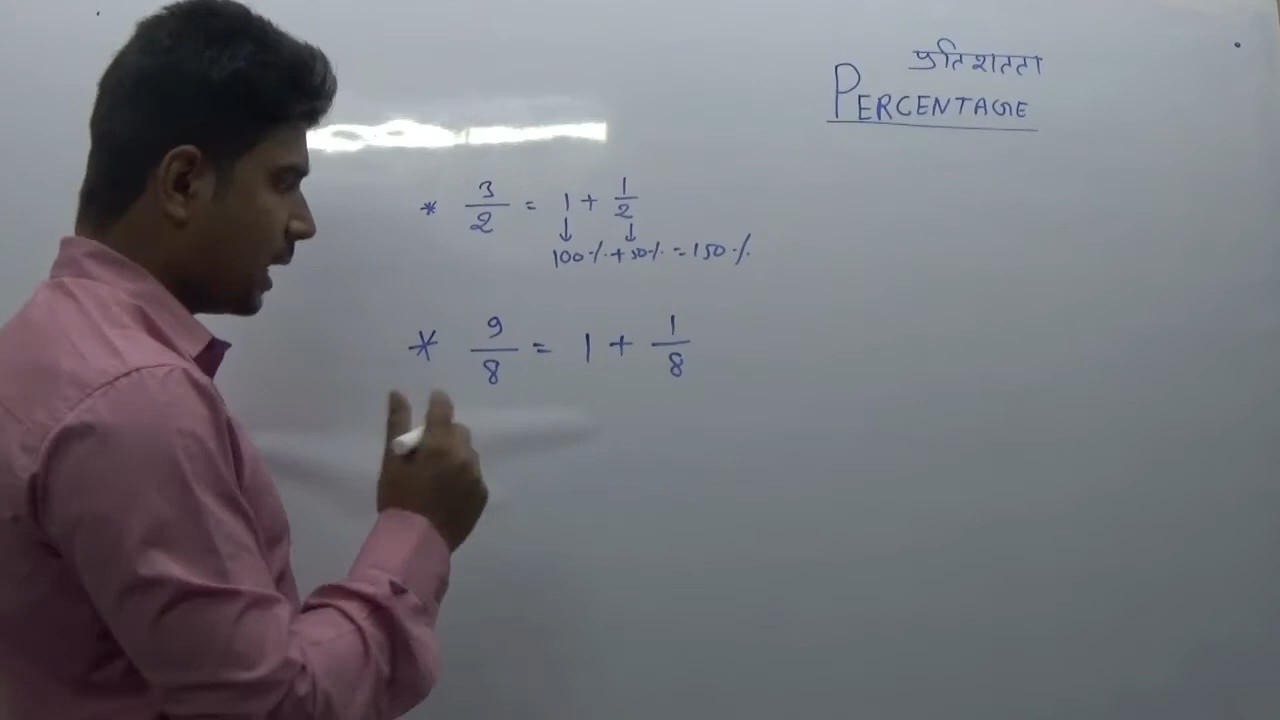 प्रतिशतता
PERCENTAGE
* 3/2 = 1 + 1/2
↓ ↓
100% + 50% = 150%
* 9/8 = 1 + 1/8